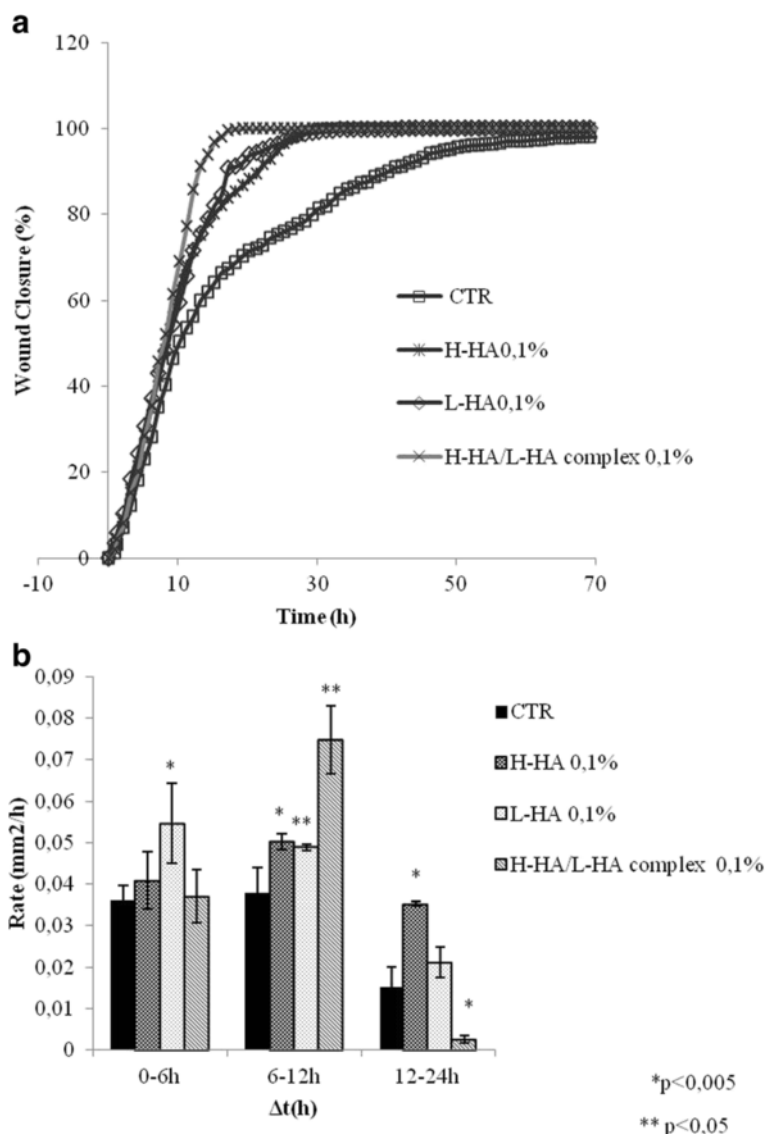 a
120
100
80
60
40
20
0
-10
10
30
50
70
Wound Closure (%)
Time (h)
CTR
H-HA0,1%
L-HA0,1%
H-HA/L-HA complex 0,1%
b
0,09
0,08
0,07
0,06
0,05
0,04
0,03
0,02
0,01
0
Rate (mm2/h)
*
*
**
**
*
*
0-6h
6-12h
12-24h
Δt(h)
CTR
H-HA 0,1%
L-HA 0,1%
H-HA/L-HA complex 0,1%
*p<0,005
** p<0,05